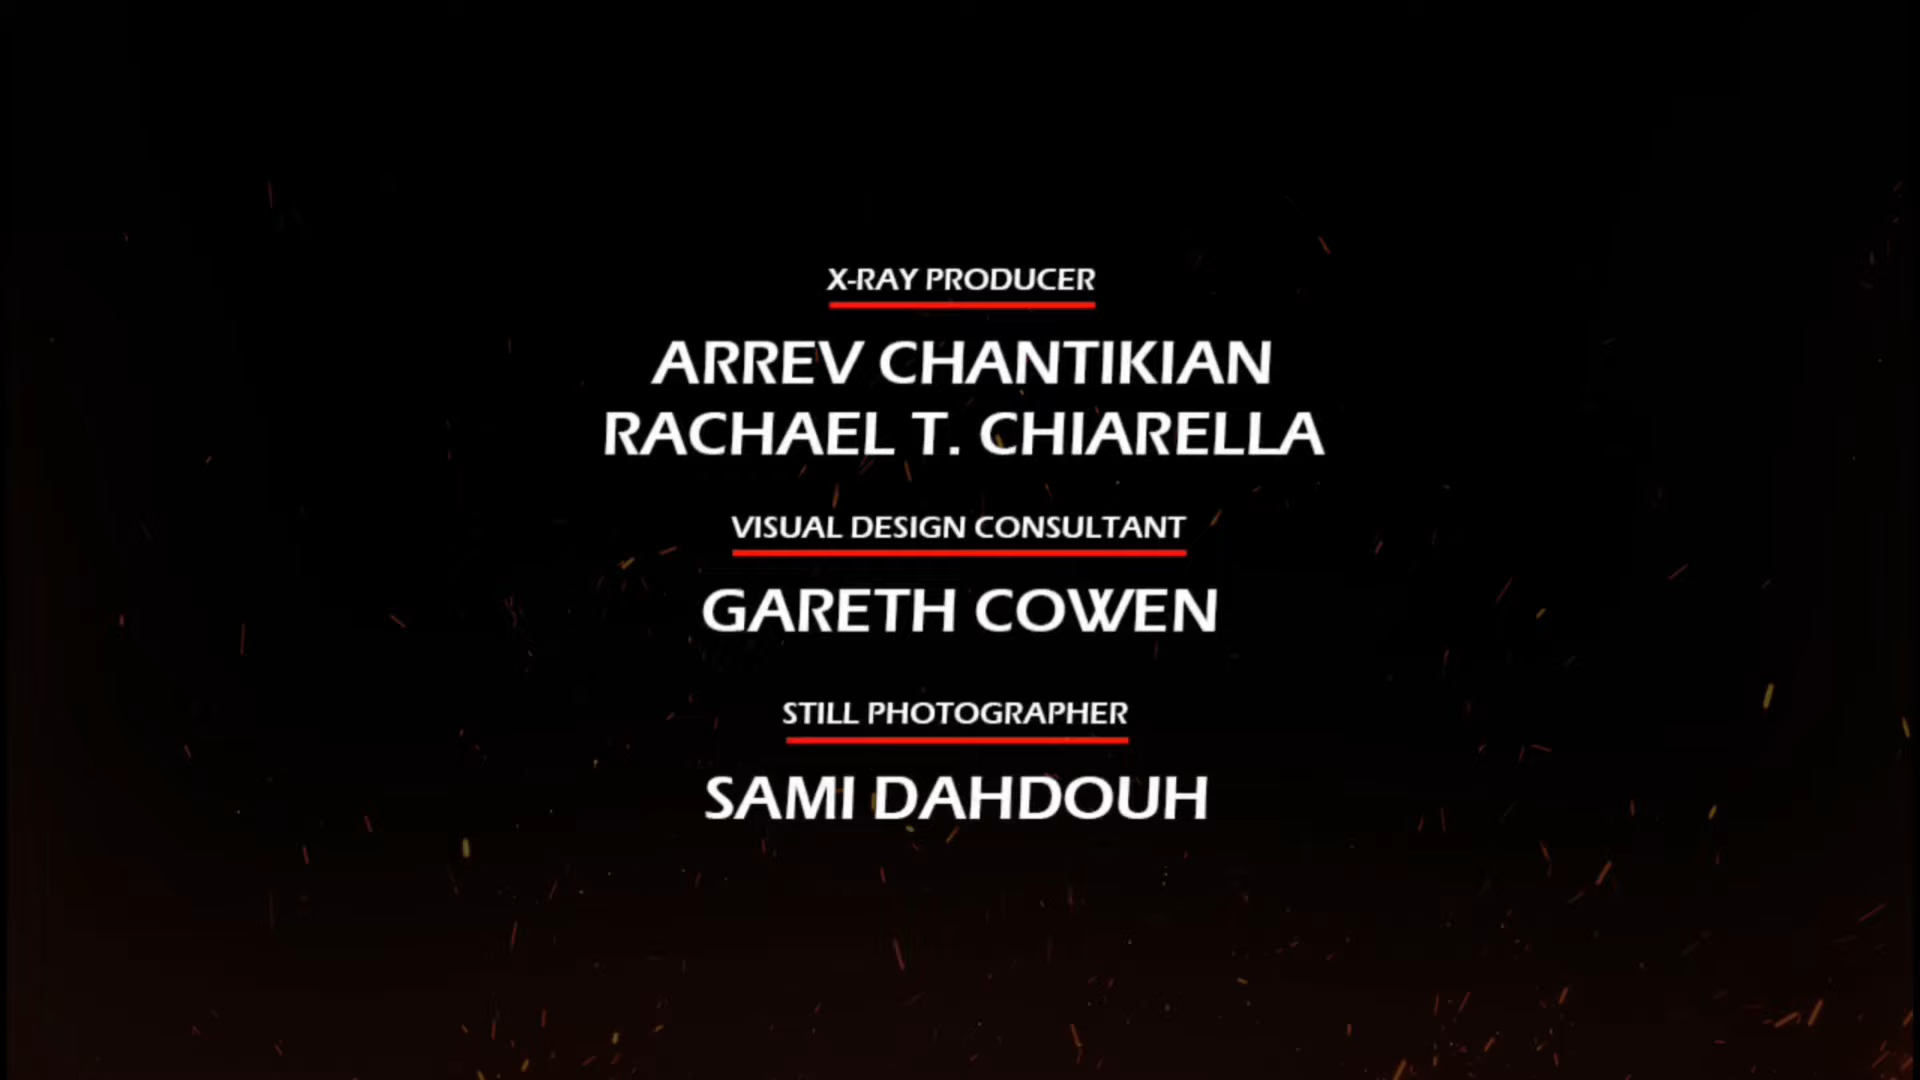 X-RAY PRODUCER
ARREV CHANTIKIAN
RACHAEL T. CHIARELLA
VISUAL DESIGN CONSULTANT
GARETH COWEN
STILL PHOTOGRAPHER
SAMI DAHDOUH